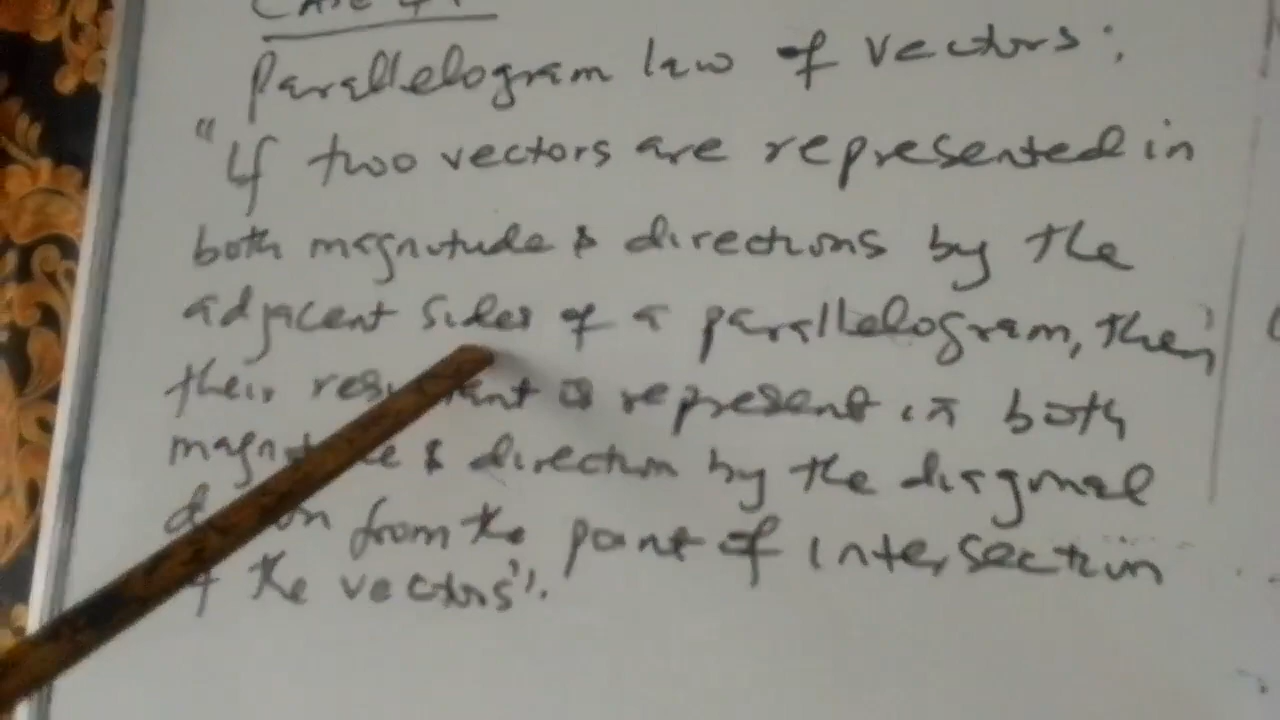 Parallelogram law of vectors:
"If two vectors are represented in
both magnitude & directions by the
adjacent sides of a parallelogram, then
their is represent in both
& direction by the diagonal
from the point of intersection
the vectors".